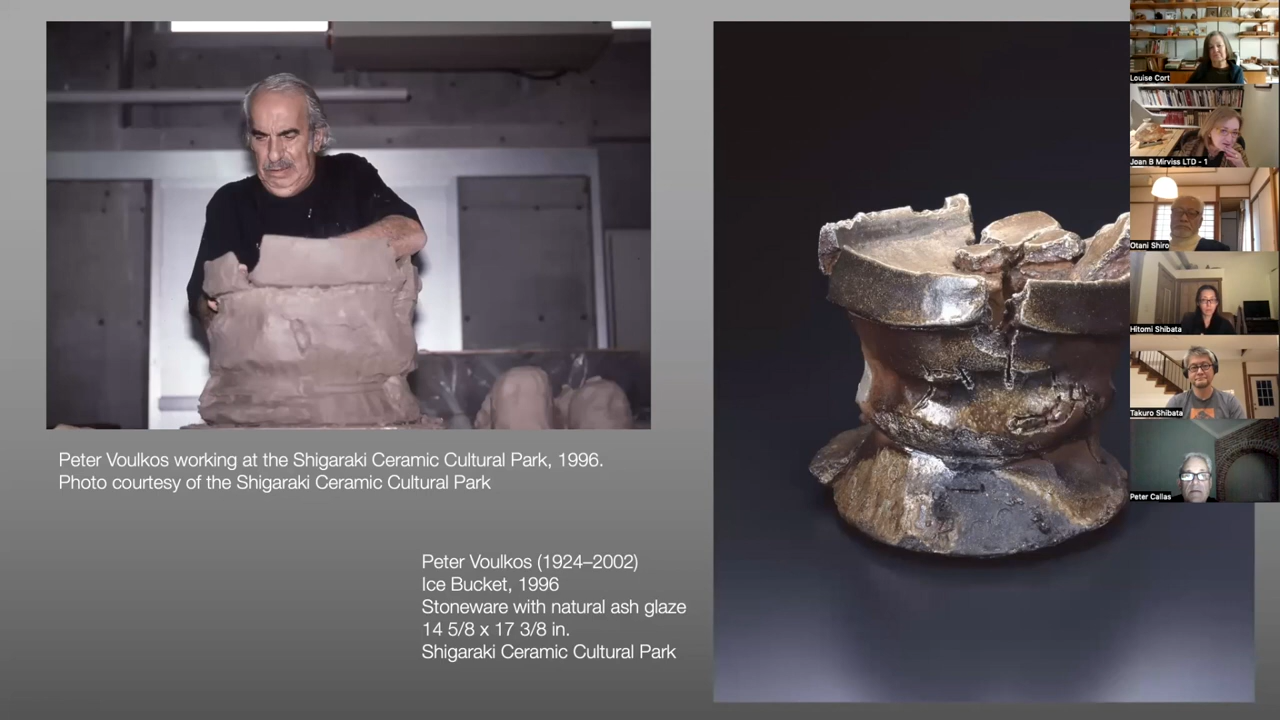 Peter Voulkos working at the Shigaraki Ceramic Cultural Park, 1996.
Photo courtesy of the Shigaraki Ceramic Cultural Park
Peter Voulkos (1924–2002)
Ice Bucket, 1996
Stoneware with natural ash glaze
14 5/8 x 17 3/8 in.
Shigaraki Ceramic Cultural Park
Louise Cort
Joan B Mirviss LTD - 1
Otani Shiro
Hitomi Shibata
Takuro Shibata
Peter Callas